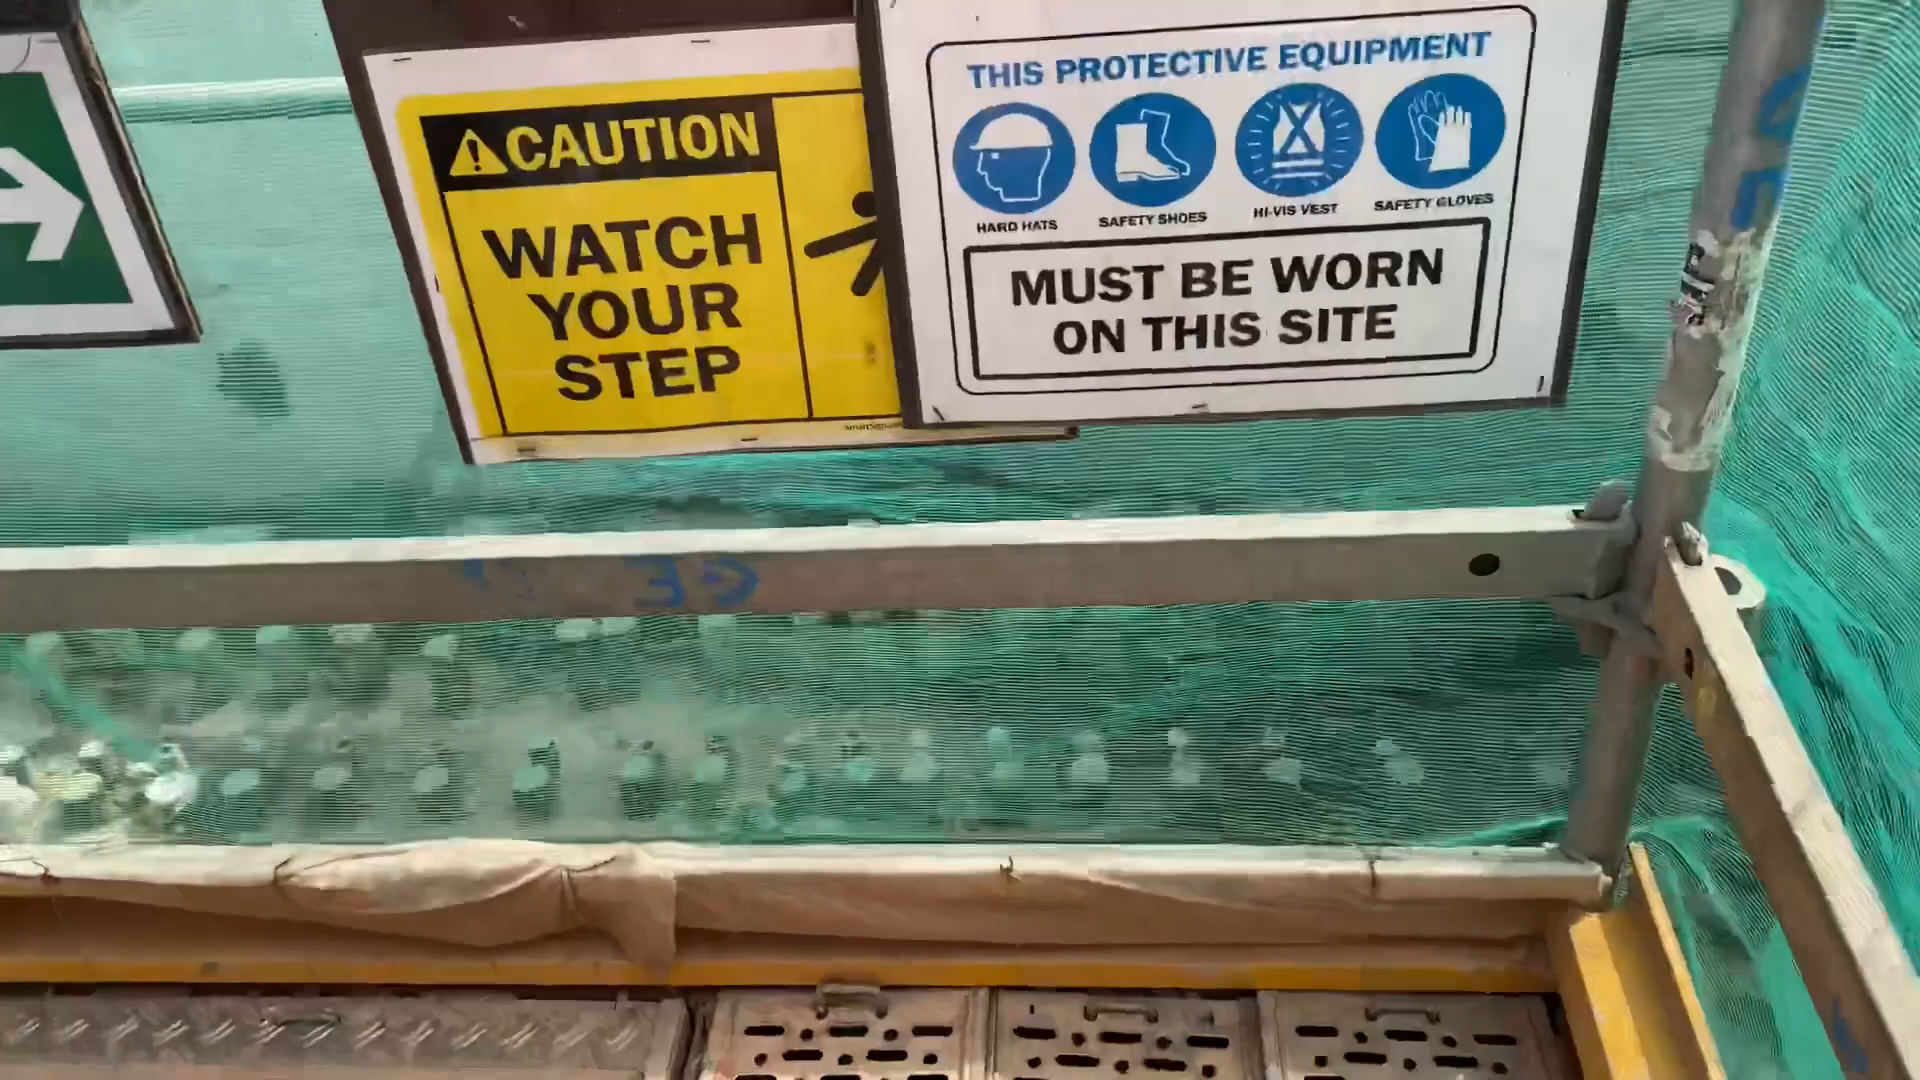 CAUTION
WATCH
YOUR
STEP
THIS PROTECTIVE EQUIPMENT
HARD HATS
SAFETY SHOES
HI-VIS VEST
SAFETY GLOVES
MUST BE WORN
ON THIS SITE